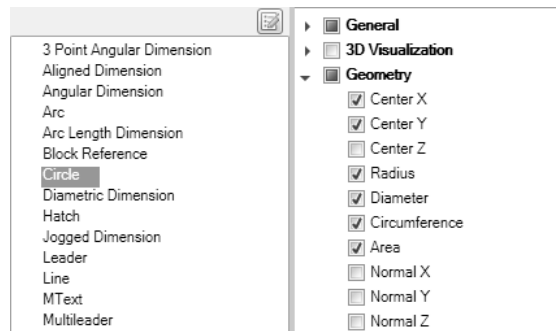 3 Point Angular Dimension
Aligned Dimension
Angular Dimension
Arc
Arc Length Dimension
Block Reference
Circle
Diametric Dimension
Hatch
Jogged Dimension
Leader
Line
MText
Multileader
General
3D Visualization
Geometry
Center X
Center Y
Center Z
Radius
Diameter
Circumference
Area
Normal X
Normal Y
Normal Z